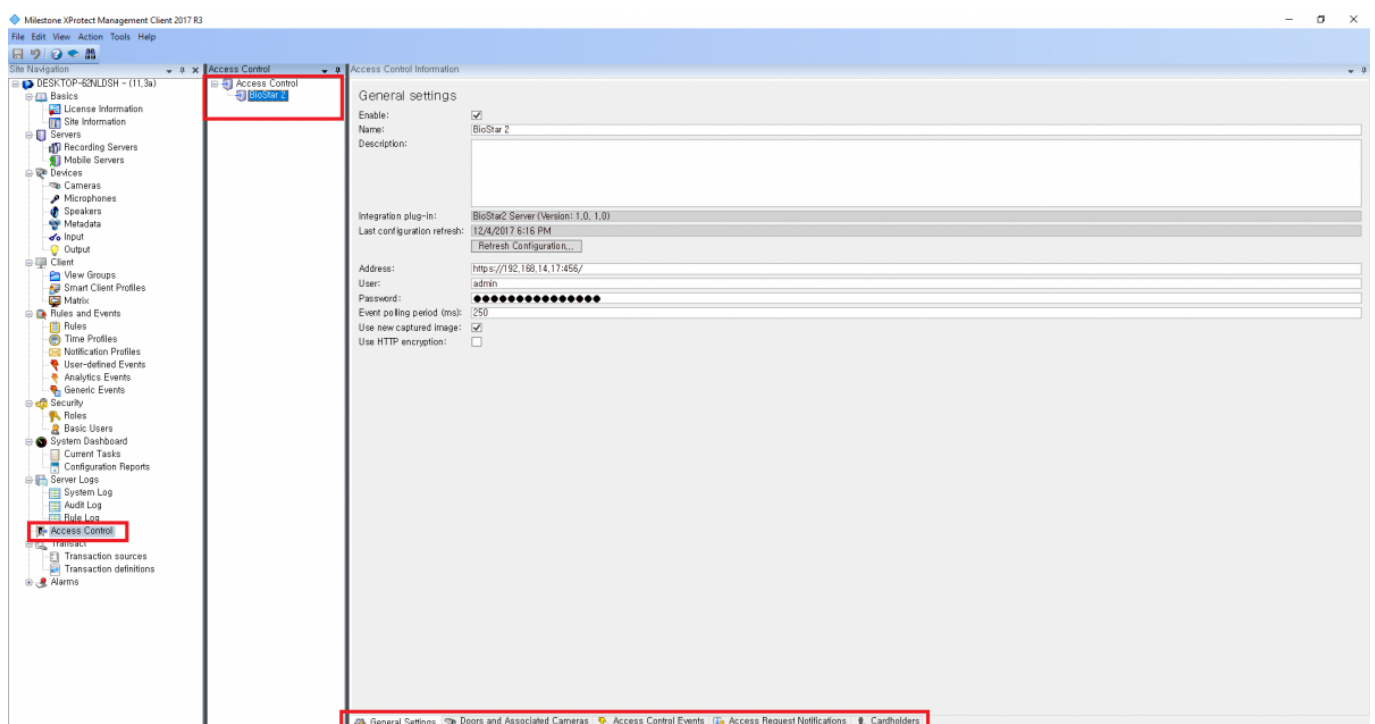 Milestone XProtect Management Client 2017 R3
File Edit View Action Tools Help
Site Navigation
DESKTOP-62NLDSH - (11,3a)
Basics
License Information
Site Information
Servers
Recording Servers
Mobile Servers
Devices
Cameras
Microphones
Speakers
Metadata
Input
Output
Client
View Groups
Smart Client Profiles
Matrix
Rules and Events
Rules
Time Profiles
Notification Profiles
User-defined Events
Analytics Events
Generic Events
Security
Roles
Basic Users
System Dashboard
Current Tasks
Configuration Reports
Server Logs
System Log
Audit Log
Rule Log
Access Control
Transact
Transaction sources
Transaction definitions
Alarms
Access Control
Access Control
BioStar 2
Access Control Information
General settings
Enable:
Name: BioStar 2
Description:
Integration plug-in: BioStar2 Server (Version: 1,0, 1,0)
Last configuration refresh: 12/4/2017 6:16 PM
Refresh Configuration,,,
Address: https://192,168,14,17:456/
User: admin
Password: ●●●●●●●●●●●●●●●
Event polling period (ms): 250
Use new captured image:
Use HTTP encryption:
General Settings Doors and Associated Cameras Access Control Events Access Request Notifications Cardholders